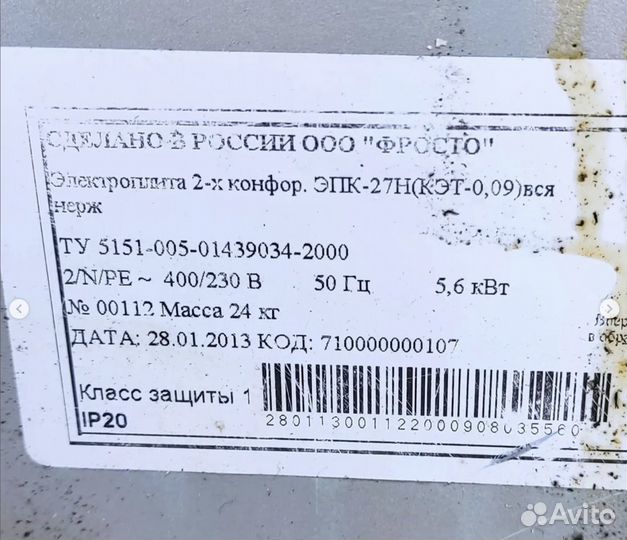 СДЕЛАНО В РОССИИ ООО "ФРОСТО"
Электроплита 2-х конфор. ЭПК-27Н(КЭТ-0,09)вся
нерж
ТУ 5151-005-01439034-2000
2/N/PE ~ 400/230 В 50 Гц 5,6 кВт
№ 00112 Масса 24 кг
ДАТА: 28.01.2013 КОД: 710000000107
Класс защиты 1
IP20
280113001122000908035560
Avito